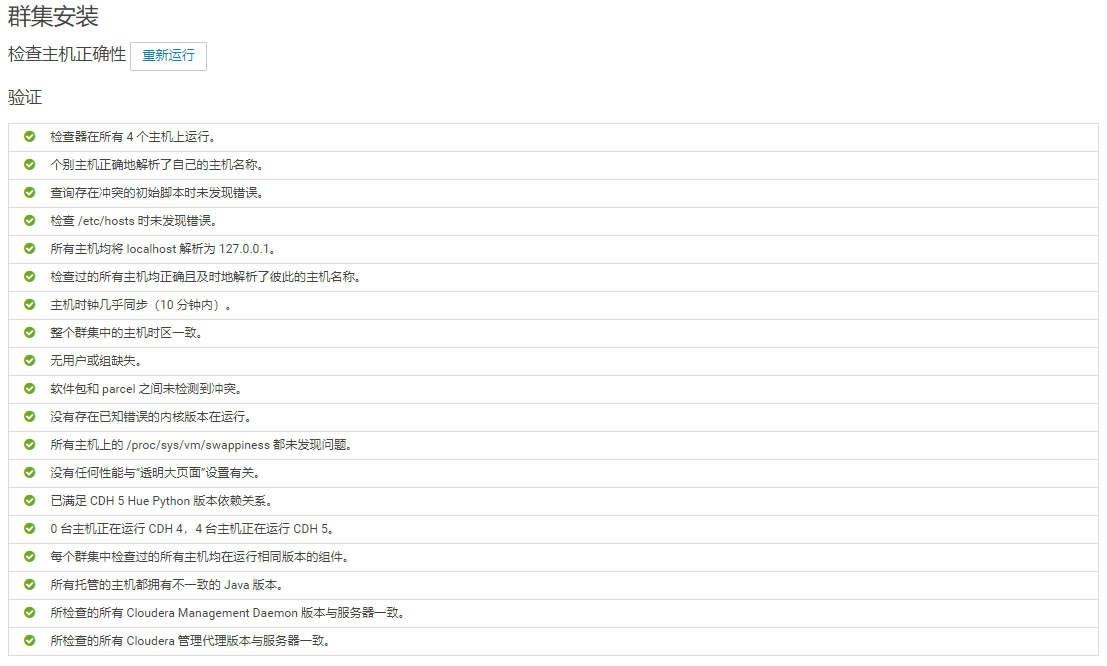 群集安装
检查主机正确性 重新运行
验证
检查器在所有 4 个主机上运行。
个别主机正确地解析了自己的主机名称。
查询存在冲突的初始脚本时未发现错误。
检查 /etc/hosts 时未发现错误。
所有主机均将 localhost 解析为 127.0.0.1。
检查过的所有主机均正确且及时地解析了彼此的主机名称。
主机时钟几乎同步（10 分钟内）。
整个群集中的主机时区一致。
无用户或组缺失。
软件包和 parcel 之间未检测到冲突。
没有存在已知错误的内核版本在运行。
所有主机上的 /proc/sys/vm/swappiness 都未发现问题。
没有任何性能与“透明大页面”设置有关。
已满足 CDH 5 Hue Python 版本依赖关系。
0 台主机正在运行 CDH 4，4 台主机正在运行 CDH 5。
每个群集中检查过的所有主机均在运行相同版本的组件。
所有托管的主机都拥有不一致的 Java 版本。
所检查的所有 Cloudera Management Daemon 版本与服务器一致。
所检查的所有 Cloudera 管理代理版本与服务器一致。